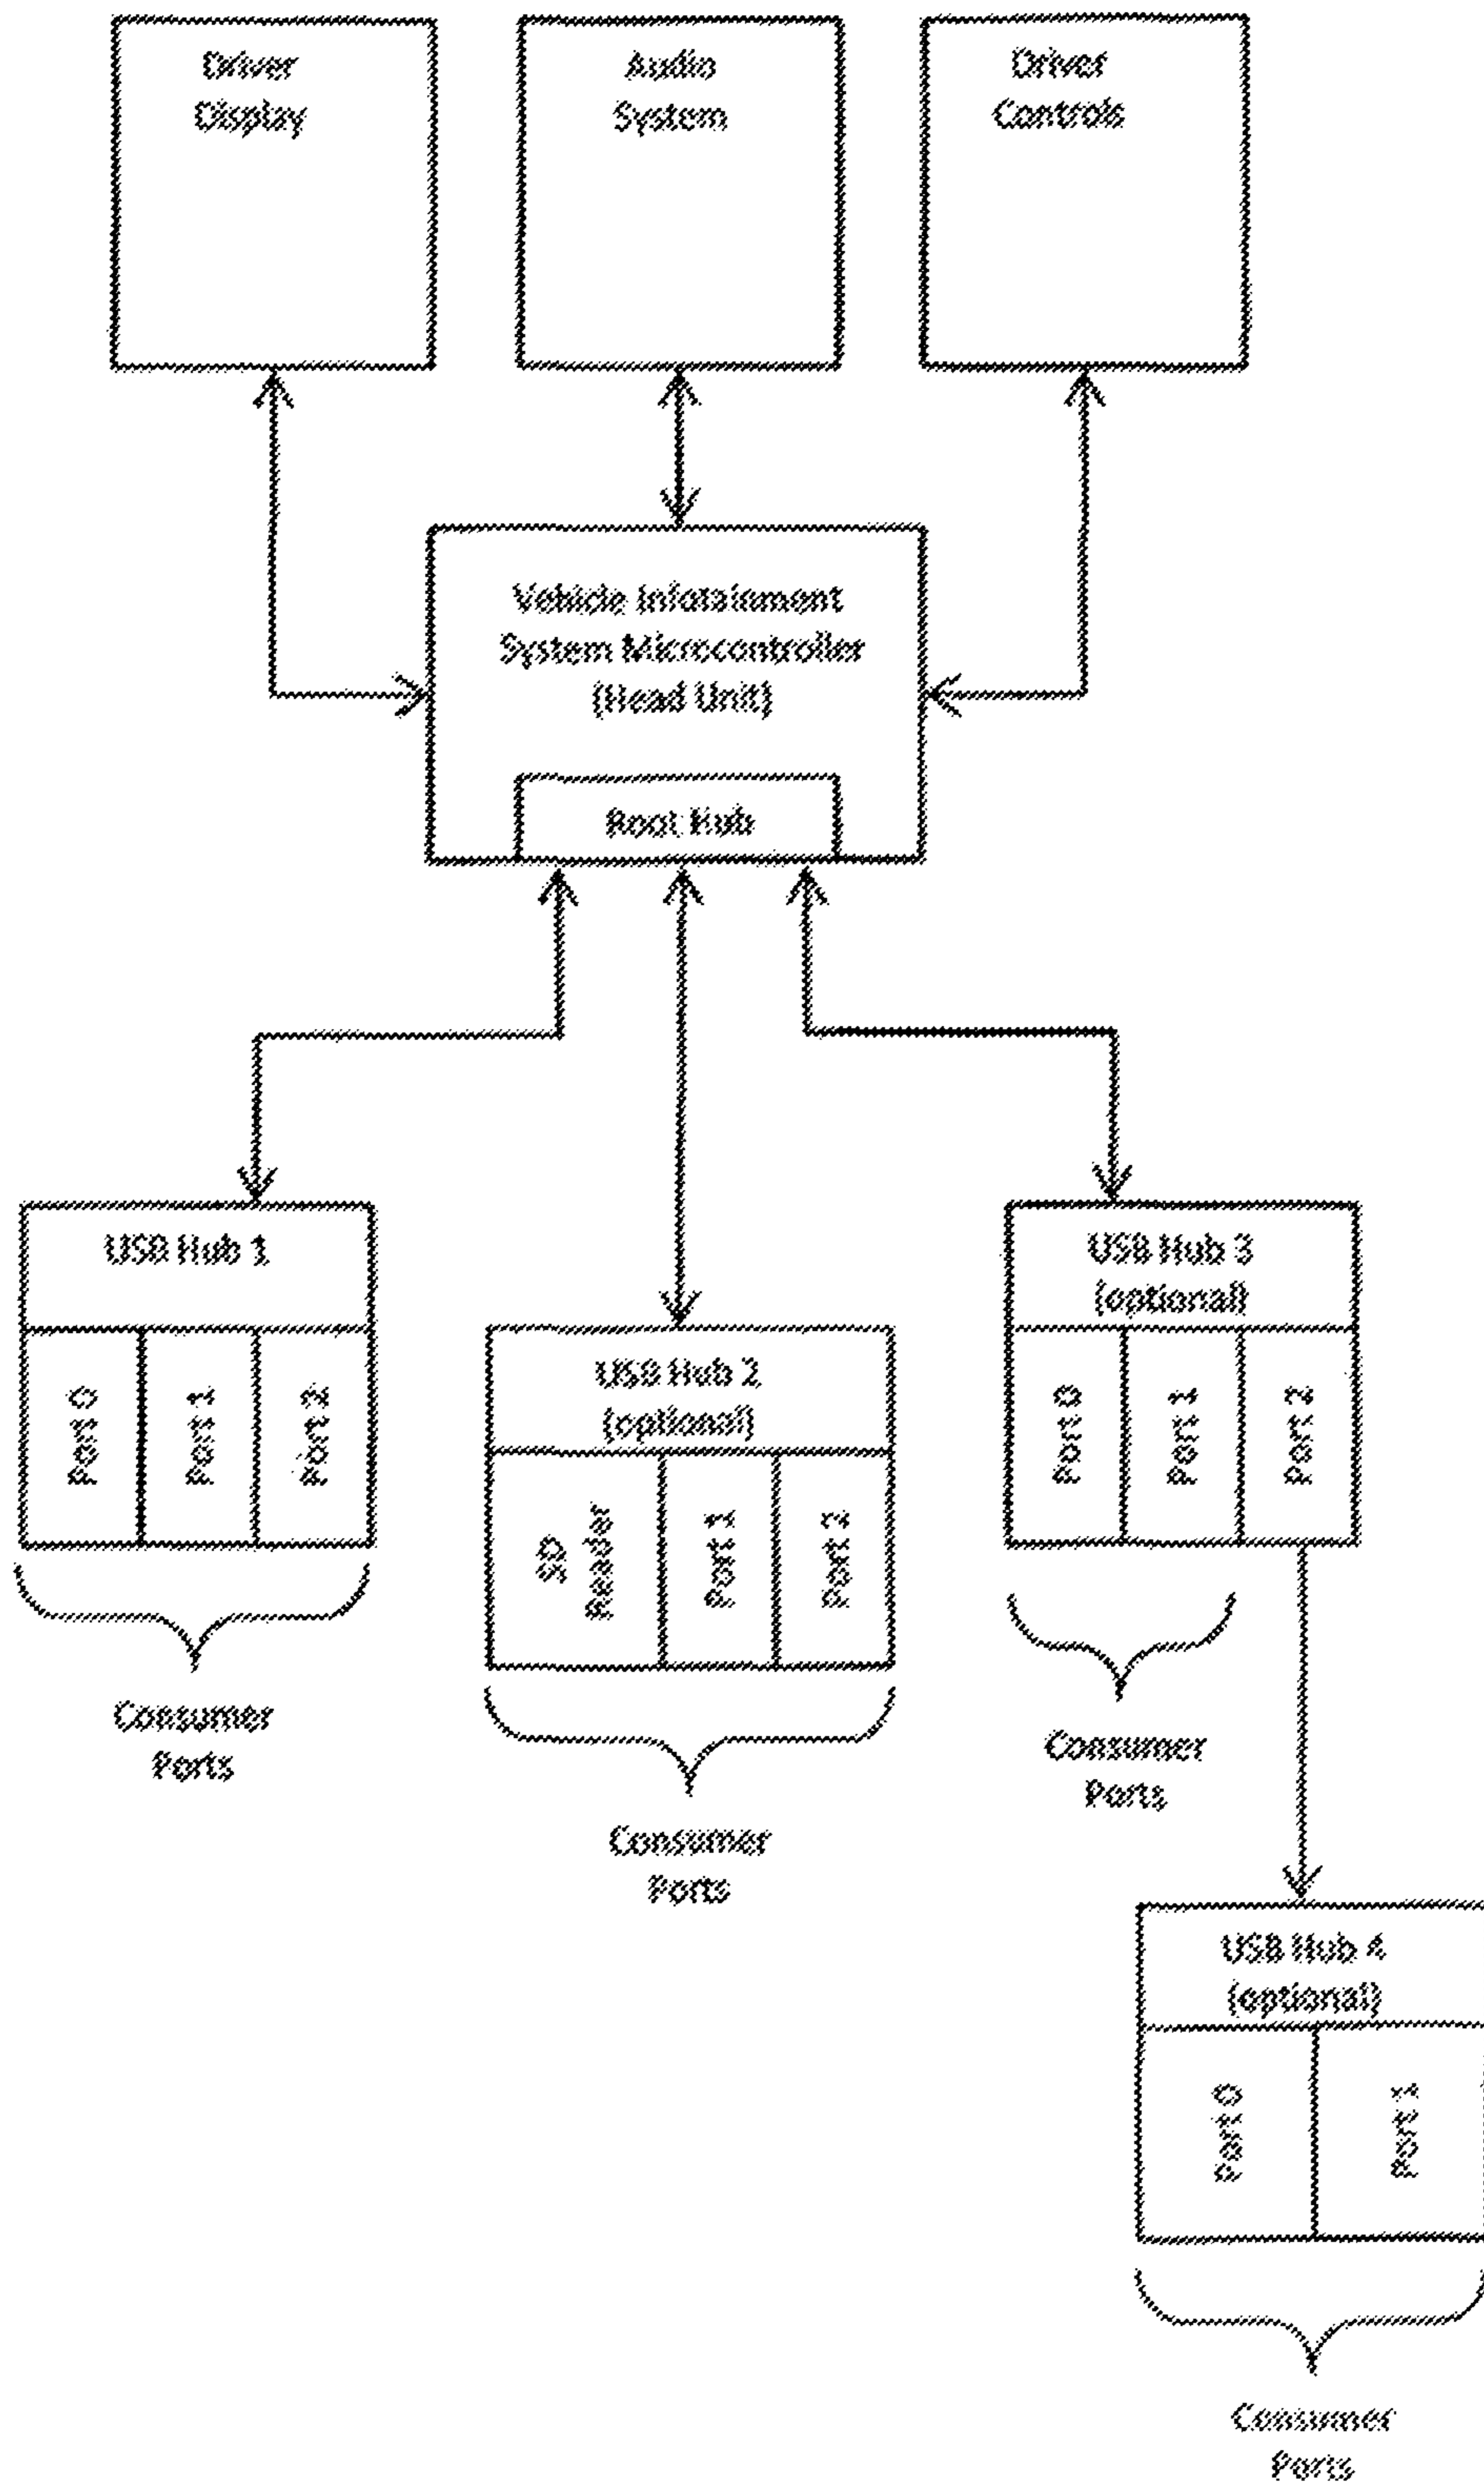 Driver
Display
Audio
System
Driver
Controls
Vehicle Infotainment
System Microcontroller
(Head Unit)
Root Hub
USB Hub 1
Port 0
Port 1
Port 2
Consumer
Ports
USB Hub 2
(optional)
SD
Reader
Port 1
Port 2
Consumer
Ports
USB Hub 3
(optional)
Port 0
Port 1
Port 2
Consumer
Ports
USB Hub 4
(optional)
Port 0
Port 1
Consumer
Ports